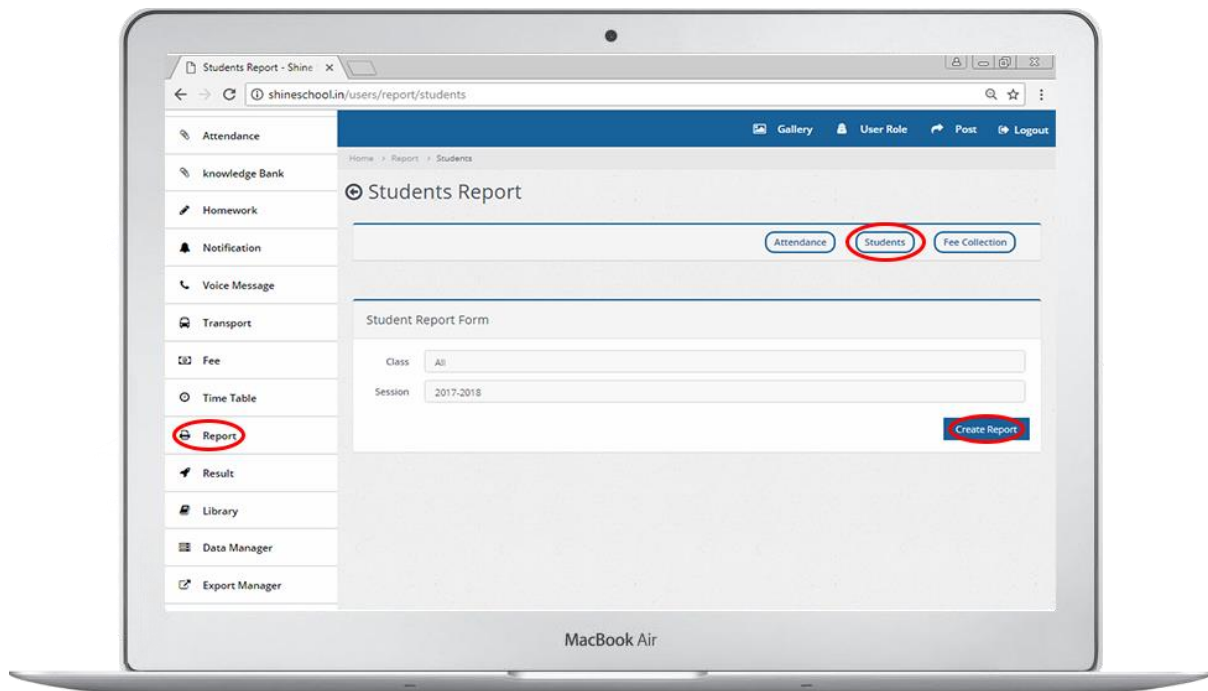 Students Report - Shine
shineschool.in/users/report/students
Gallery User Role Post Logout
Attendance
knowledge Bank
Homework
Notification
Voice Message
Transport
Fee
Time Table
Report
Result
Library
Data Manager
Export Manager
Home > Report > Students
Students Report
Attendance Students Fee Collection
Student Report Form
Class All
Session 2017-2018
Create Report
MacBook Air